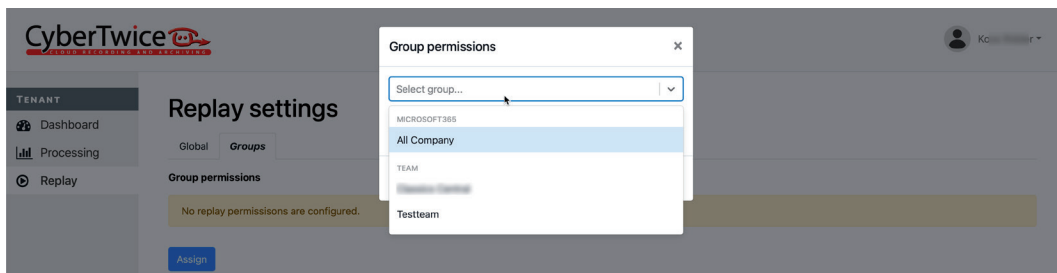 CyberTwice
CLOUD RECORDING AND ARCHIVING
TENANT
Dashboard
Processing
Replay
Replay settings
Global Groups
Group permissions
No replay permissisons are configured.
Assign
Group permissions ×
Select group...
MICROSOFT365
All Company
TEAM
Testteam